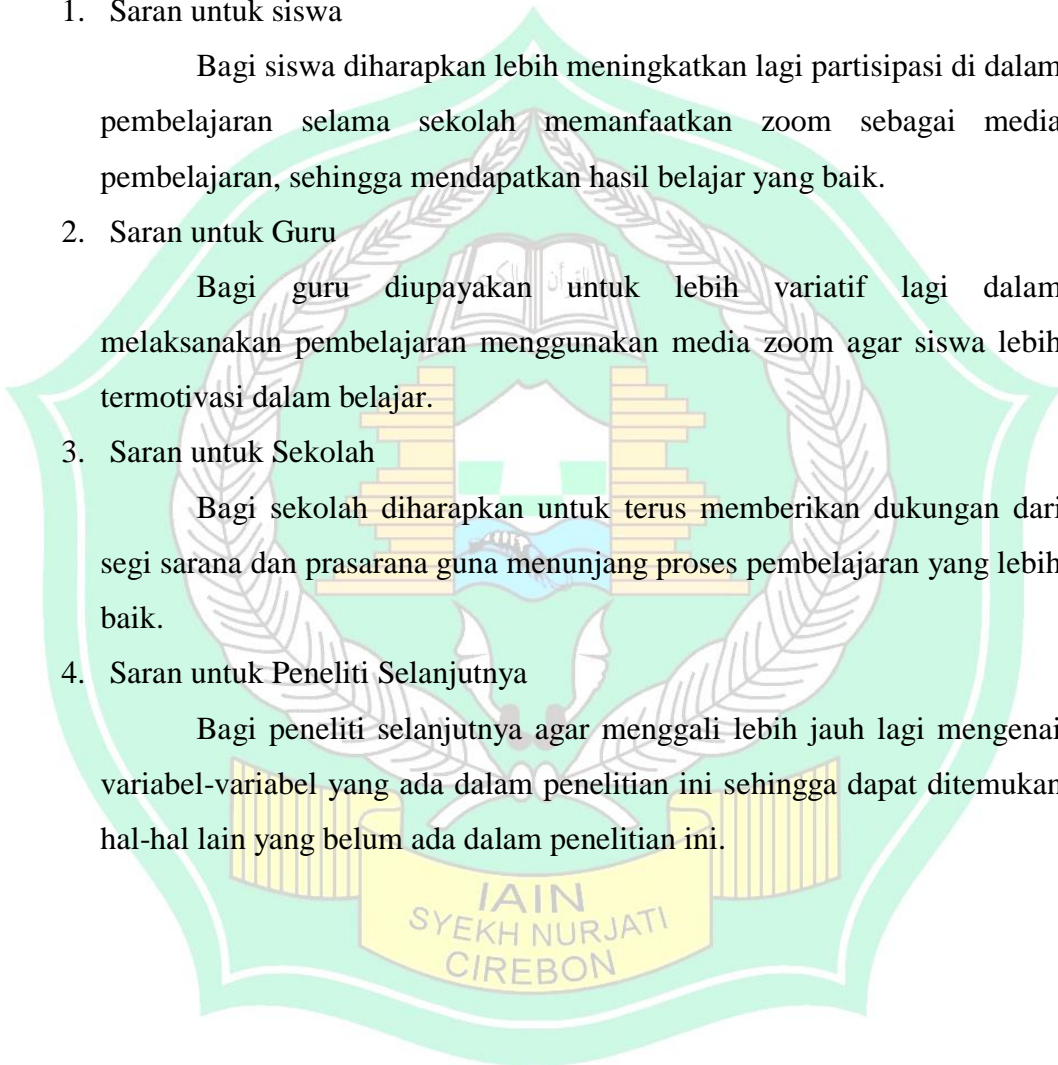 1. Saran untuk siswa
Bagi siswa diharapkan lebih meningkatkan lagi partisipasi di dalam
pembelajaran selama sekolah memanfaatkan zoom sebagai media
pembelajaran, sehingga mendapatkan hasil belajar yang baik.
2. Saran untuk Guru
Bagi guru diupayakan untuk lebih variatif lagi dalam
melaksanakan pembelajaran menggunakan media zoom agar siswa lebih
termotivasi dalam belajar.
3. Saran untuk Sekolah
Bagi sekolah diharapkan untuk terus memberikan dukungan dari
segi sarana dan prasarana guna menunjang proses pembelajaran yang lebih
baik.
4. Saran untuk Peneliti Selanjutnya
Bagi peneliti selanjutnya agar menggali lebih jauh lagi mengenai
variabel-variabel yang ada dalam penelitian ini sehingga dapat ditemukan
hal-hal lain yang belum ada dalam penelitian ini.
IAIN
SYEKH NURJATI
CIREBON